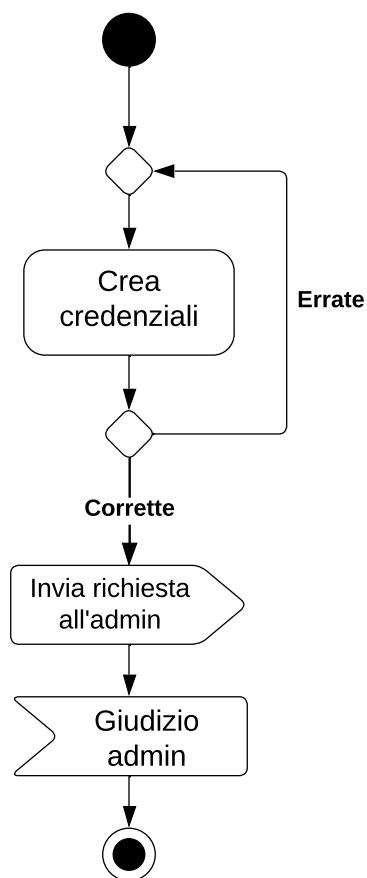 Crea
credenziali
Errate
Corrette
Invia richiesta
all'admin
Giudizio
admin